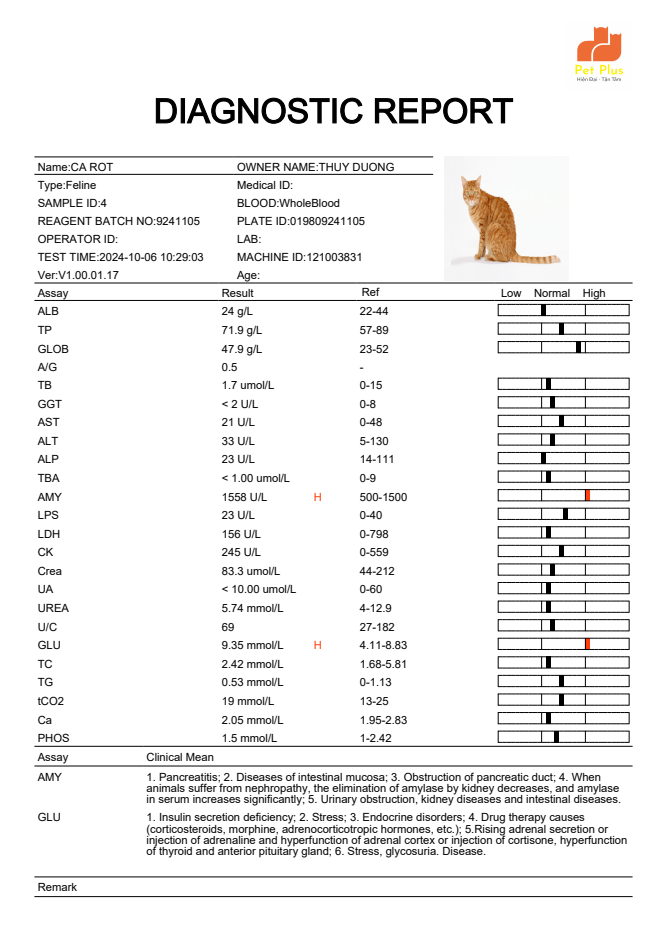 Pet Plus
Hiện Đại - Tận Tâm
DIAGNOSTIC REPORT
Name:CA ROT OWNER NAME:THUY DUONG
Type:Feline Medical ID:
SAMPLE ID:4 BLOOD:WholeBlood
REAGENT BATCH NO:9241105 PLATE ID:019809241105
OPERATOR ID: LAB:
TEST TIME:2024-10-06 10:29:03 MACHINE ID:121003831
Ver:V1.00.01.17 Age:
Assay Result Ref Low Normal High
ALB 24 g/L 22-44
TP 71.9 g/L 57-89
GLOB 47.9 g/L 23-52
A/G 0.5 -
TB 1.7 umol/L 0-15
GGT < 2 U/L 0-8
AST 21 U/L 0-48
ALT 33 U/L 5-130
ALP 23 U/L 14-111
TBA < 1.00 umol/L 0-9
AMY 1558 U/L H 500-1500
LPS 23 U/L 0-40
LDH 156 U/L 0-798
CK 245 U/L 0-559
Crea 83.3 umol/L 44-212
UA < 10.00 umol/L 0-60
UREA 5.74 mmol/L 4-12.9
U/C 69 27-182
GLU 9.35 mmol/L H 4.11-8.83
TC 2.42 mmol/L 1.68-5.81
TG 0.53 mmol/L 0-1.13
tCO2 19 mmol/L 13-25
Ca 2.05 mmol/L 1.95-2.83
PHOS 1.5 mmol/L 1-2.42
Assay Clinical Mean
AMY 1. Pancreatitis; 2. Diseases of intestinal mucosa; 3. Obstruction of pancreatic duct; 4. When
animals suffer from nephropathy, the elimination of amylase by kidney decreases, and amylase
in serum increases significantly; 5. Urinary obstruction, kidney diseases and intestinal diseases.
GLU 1. Insulin secretion deficiency; 2. Stress; 3. Endocrine disorders; 4. Drug therapy causes
(corticosteroids, morphine, adrenocorticotropic hormones, etc.); 5.Rising adrenal secretion or
injection of adrenaline and hyperfunction of adrenal cortex or injection of cortisone, hyperfunction
of thyroid and anterior pituitary gland; 6. Stress, glycosuria. Disease.
Remark